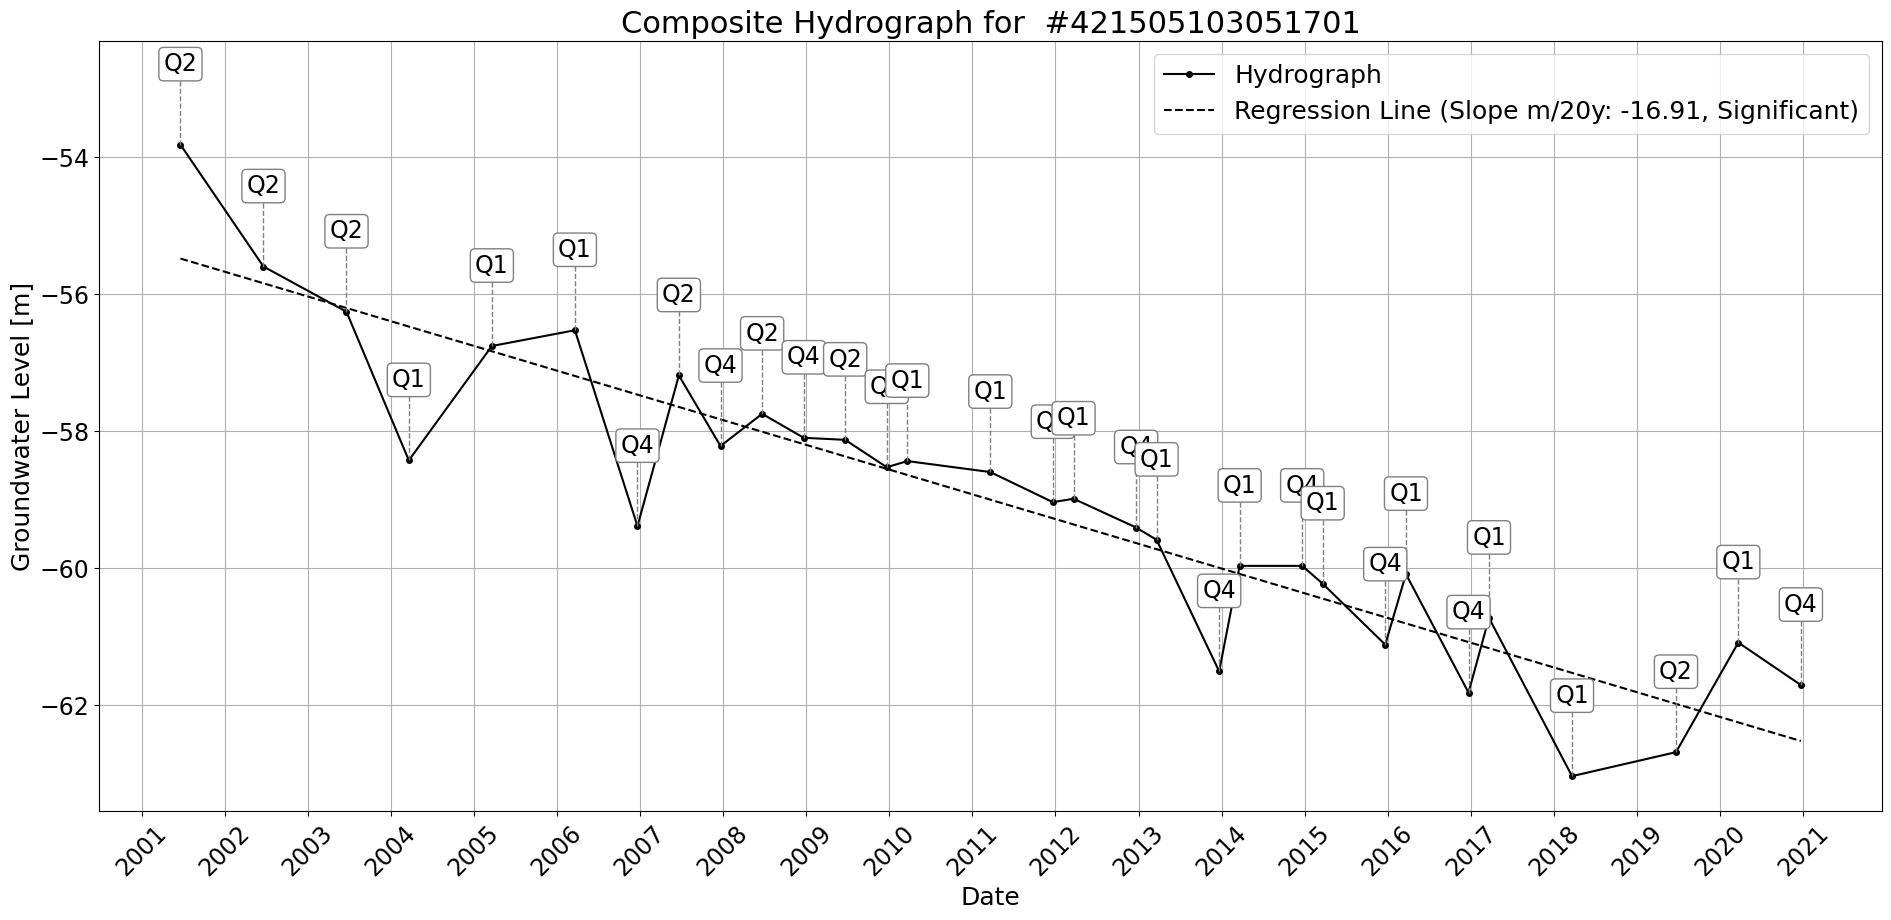 Composite Hydrograph for  #421505103051701
Hydrograph
Regression Line (Slope m/20y: -16.91, Significant)
Groundwater Level [m]
−54
−56
−58
−60
−62
Q2
Q2
Q2
Q1
Q1
Q1
Q4
Q2
Q4
Q2
Q4
Q2
Q1
Q1
Q1
Q4
Q1
Q4
Q1
Q4
Q1
Q4
Q1
Q4
Q1
Q1
Q2
Q1
Q4
2001
2002
2003
2004
2005
2006
2007
2008
2009
2010
2011
2012
2013
2014
2015
2016
2017
2018
2019
2020
2021
Date